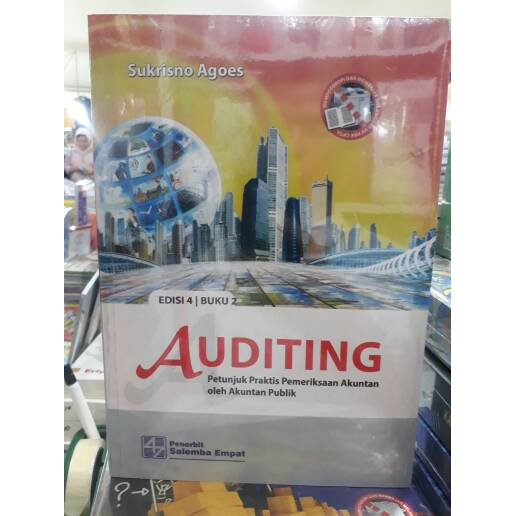 Sukrisno Agoes
EDISI 4 | BUKU 2
AUDITING
Petunjuk Praktis Pemeriksaan Akuntan
oleh Akuntan Publik
Penerbit
Salemba Empat